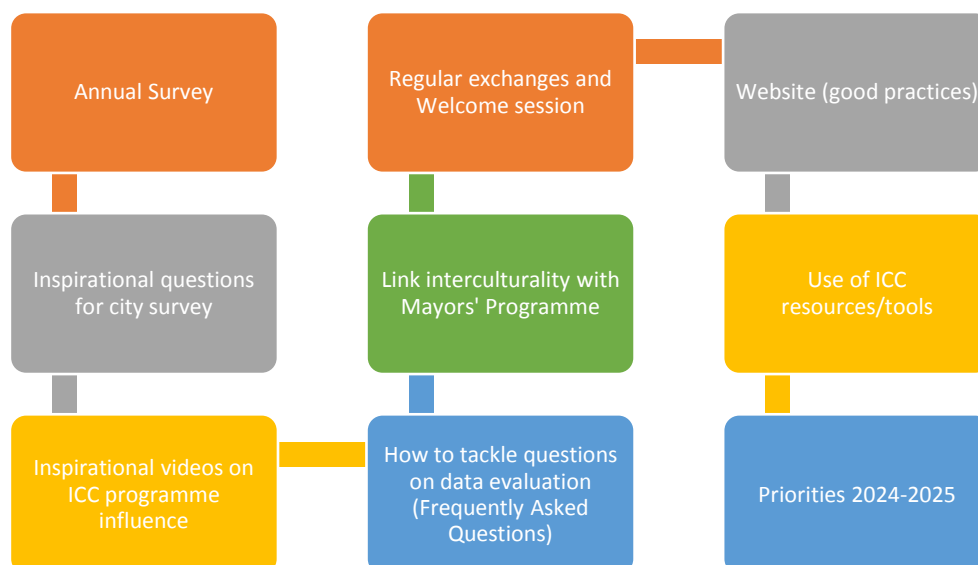 Annual Survey
Inspirational questions
for city survey
Inspirational videos on
ICC programme
influence
How to tackle questions
on data evaluation
(Frequently Asked
Questions)
Link interculturality with
Mayors' Programme
Regular exchanges and
Welcome session
Website (good practices)
Use of ICC
resources/tools
Priorities 2024-2025